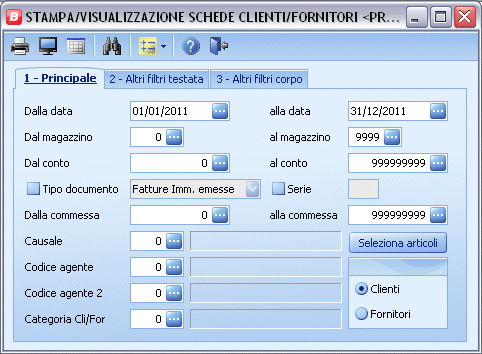 B STAMPA/VISUALIZZAZIONE SCHEDE CLIENTI/FORNITORI <PR...
1 - Principale 2 - Altri filtri testata 3 - Altri filtri corpo
Dalla data 01/01/2011 ... alla data 31/12/2011 ...
Dal magazzino 0 ... al magazzino 9999 ...
Dal conto 0 ... al conto 999999999 ...
Tipo documento Fatture Imm. emesse Serie
Dalla commessa 0 ... alla commessa 999999999 ...
Causale 0 ... Seleziona articoli
Codice agente 0 ...
Clienti
Codice agente 2 0 ...
Fornitori
Categoria Cli/For 0 ...